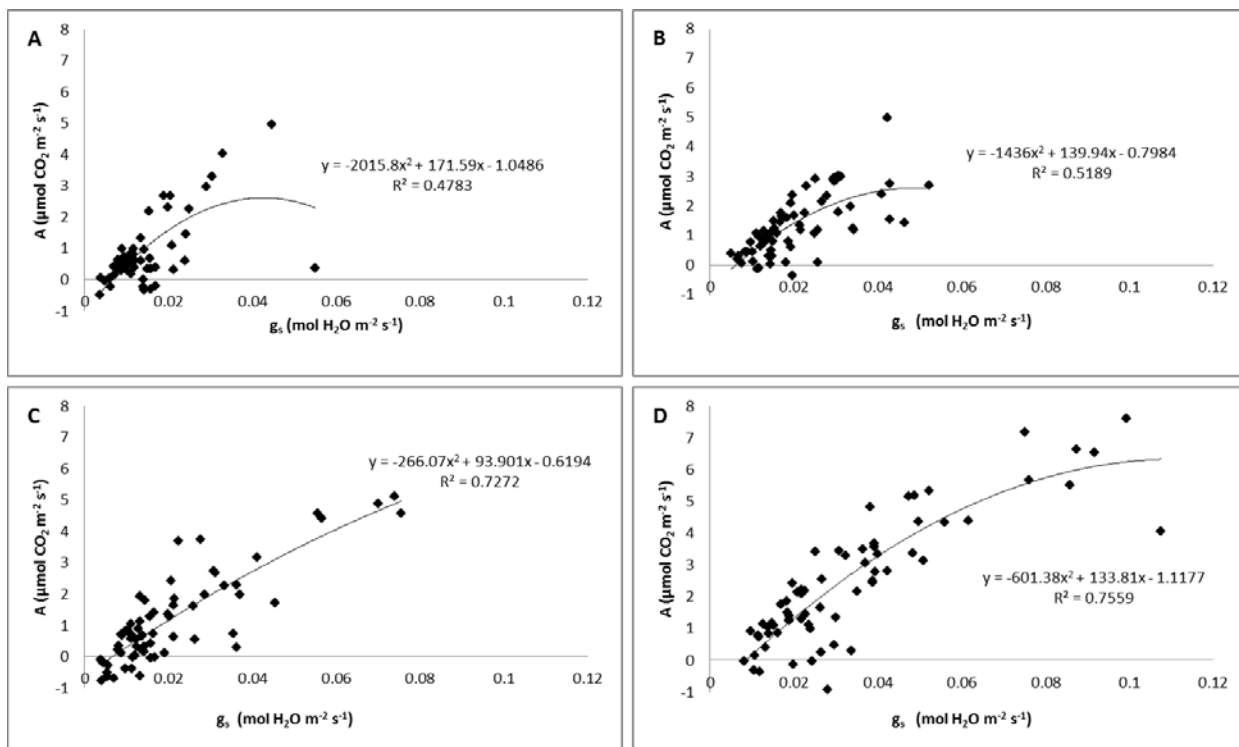 A
8
7
6
5
4
3
2
1
0
-1
A (µmol CO₂ m⁻² s⁻¹)
y = -2015.8x² + 171.59x - 1.0486
R² = 0.4783
0 0.02 0.04 0.06 0.08 0.1 0.12
gₛ (mol H₂O m⁻² s⁻¹)
B
8
7
6
5
4
3
2
1
0
-1
A (µmol CO₂ m⁻² s⁻¹)
y = -1436x² + 139.94x - 0.7984
R² = 0.5189
0 0.02 0.04 0.06 0.08 0.1 0.12
gₛ (mol H₂O m⁻² s⁻¹)
C
8
7
6
5
4
3
2
1
0
-1
A (µmol CO₂ m⁻² s⁻¹)
y = -266.07x² + 93.901x - 0.6194
R² = 0.7272
0 0.02 0.04 0.06 0.08 0.1 0.12
gₛ (mol H₂O m⁻² s⁻¹)
D
8
7
6
5
4
3
2
1
0
-1
A (µmol CO₂ m⁻² s⁻¹)
y = -601.38x² + 133.81x - 1.1177
R² = 0.7559
0 0.02 0.04 0.06 0.08 0.1 0.12
gₛ (mol H₂O m⁻² s⁻¹)